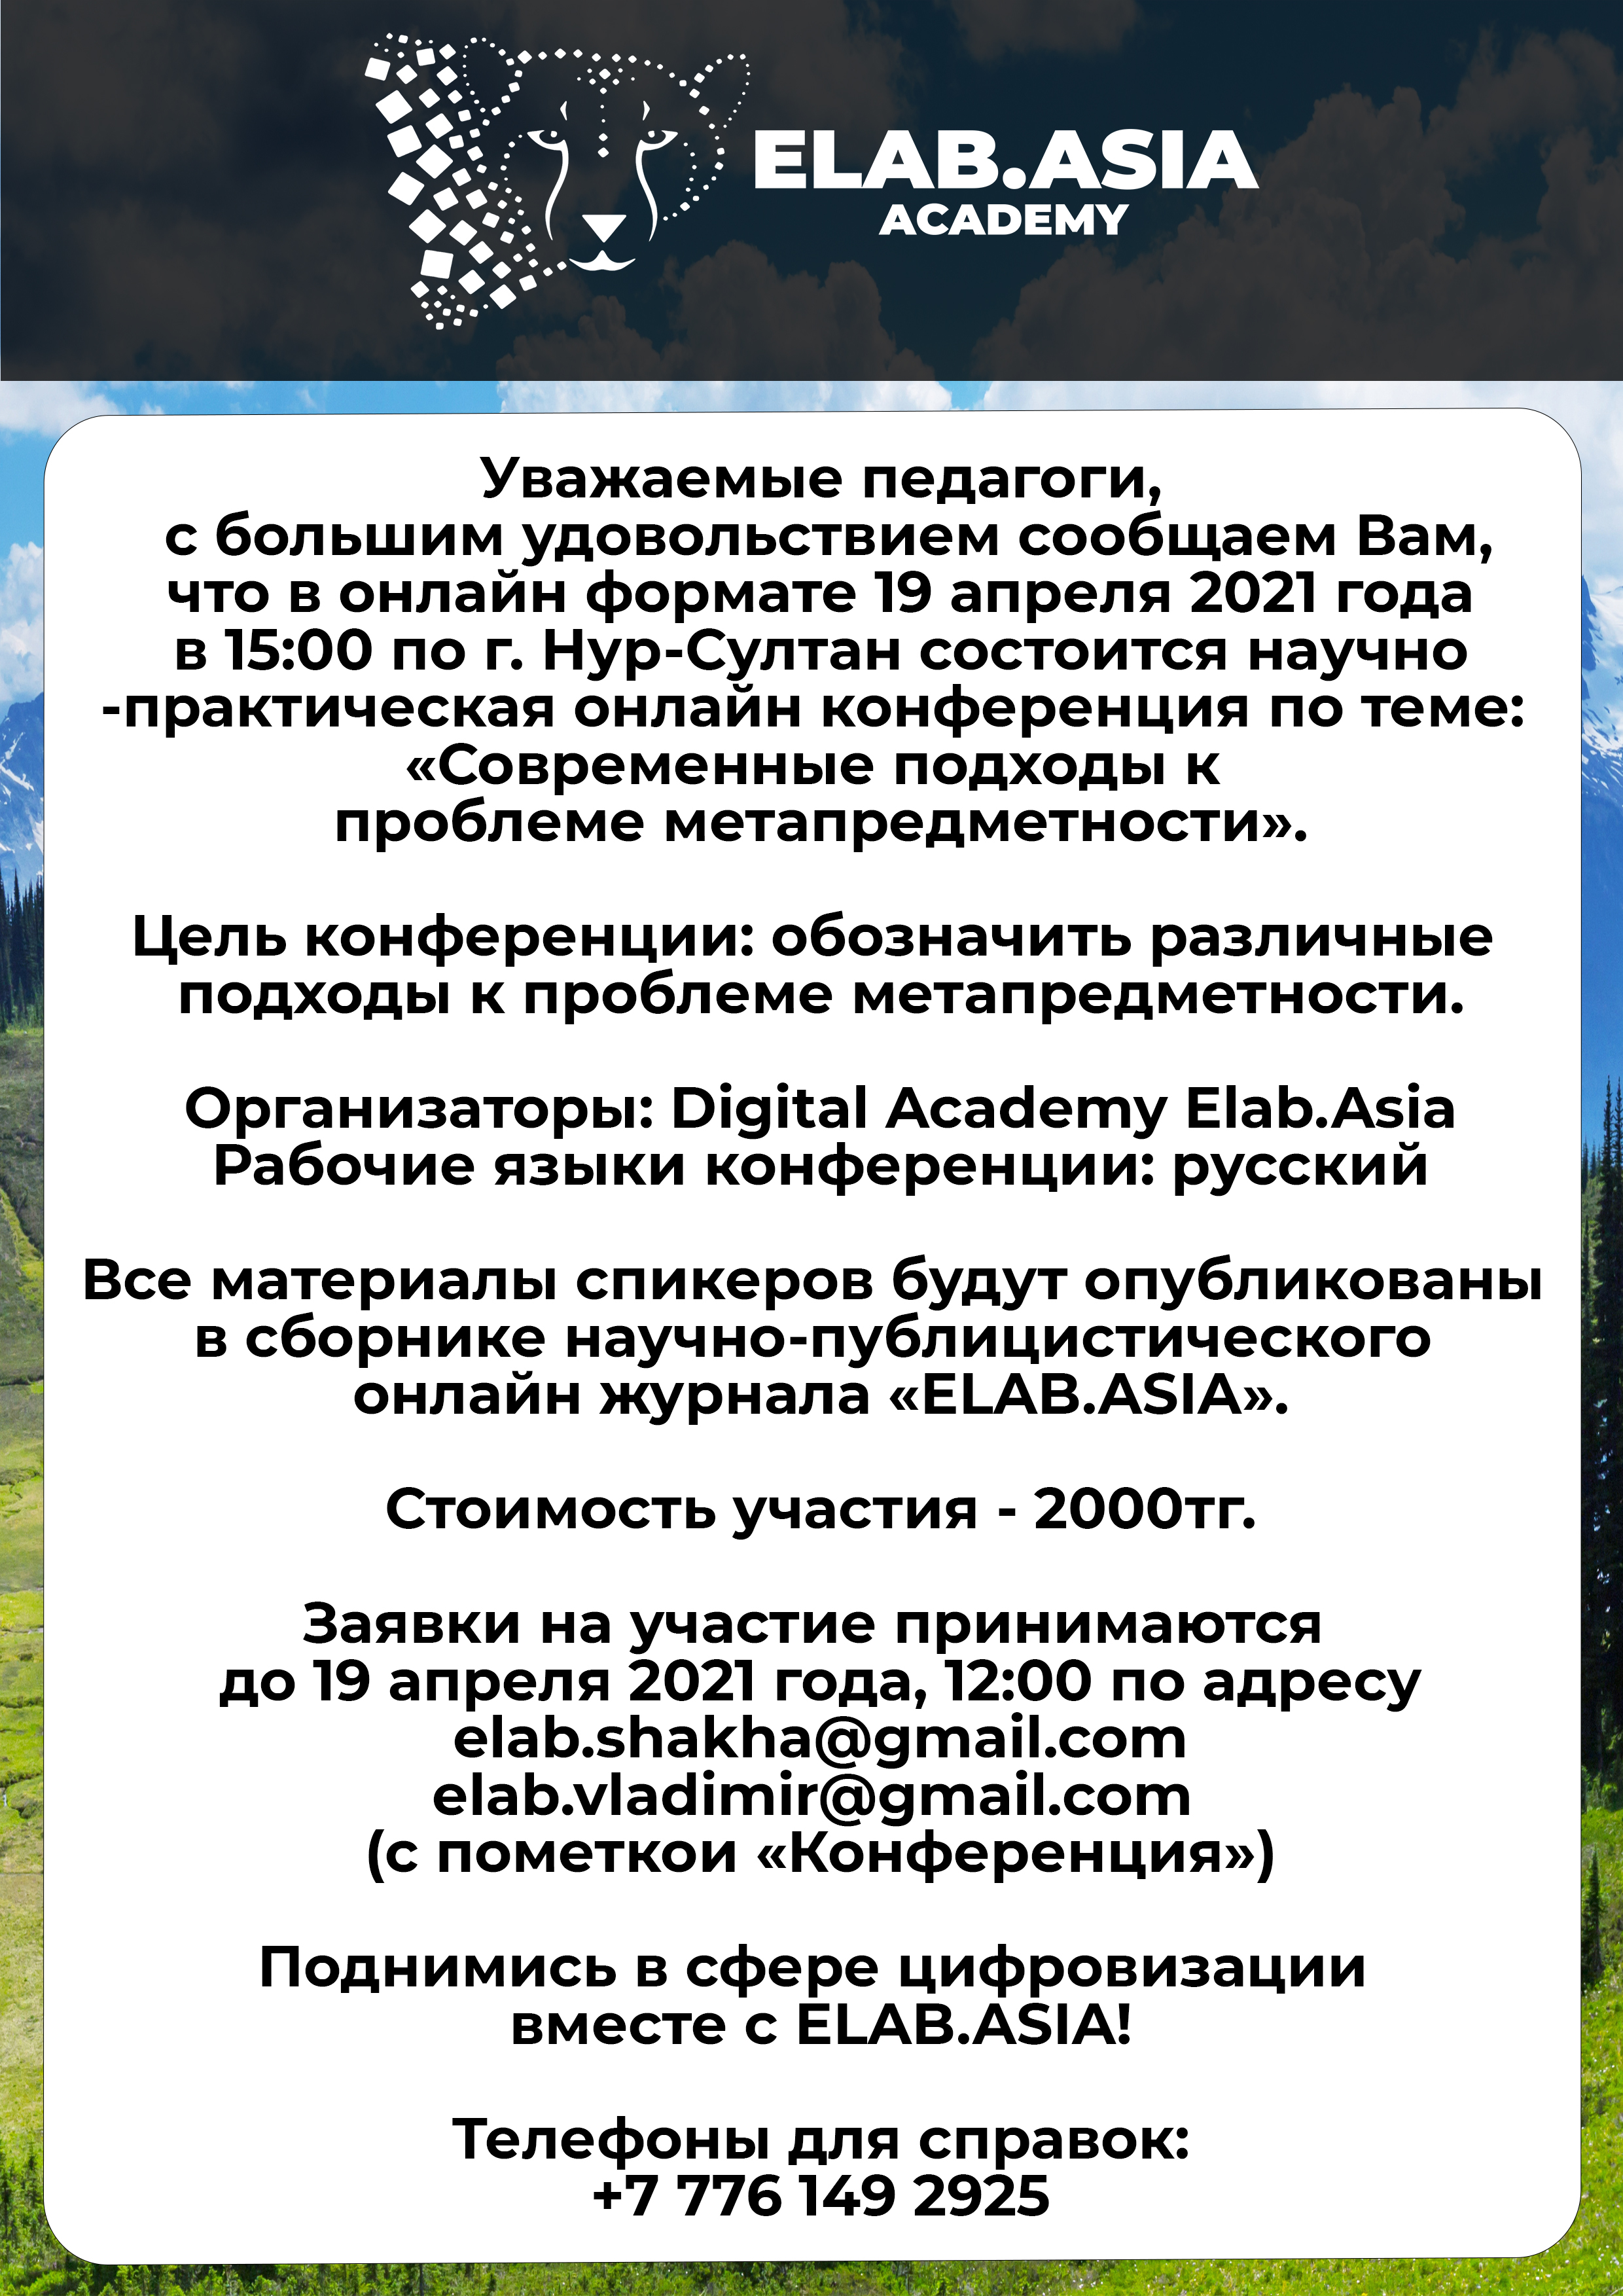 ELAB.ASIA
ACADEMY
Уважаемые педагоги,
с большим удовольствием сообщаем Вам,
что в онлайн формате 19 апреля 2021 года
в 15:00 по г. Нур-Султан состоится научно
-практическая онлайн конференция по теме:
«Современные подходы к
проблеме метапредметности».
Цель конференции: обозначить различные
подходы к проблеме метапредметности.
Организаторы: Digital Academy Elab.Asia
Рабочие языки конференции: русский
Все материалы спикеров будут опубликованы
в сборнике научно-публицистического
онлайн журнала «ELAB.ASIA».
Стоимость участия - 2000тг.
Заявки на участие принимаются
до 19 апреля 2021 года, 12:00 по адресу
elab.shakha@gmail.com
elab.vladimir@gmail.com
(с пометкои «Конференция»)
Поднимись в сфере цифровизации
вместе с ELAB.ASIA!
Телефоны для справок:
+7 776 149 2925